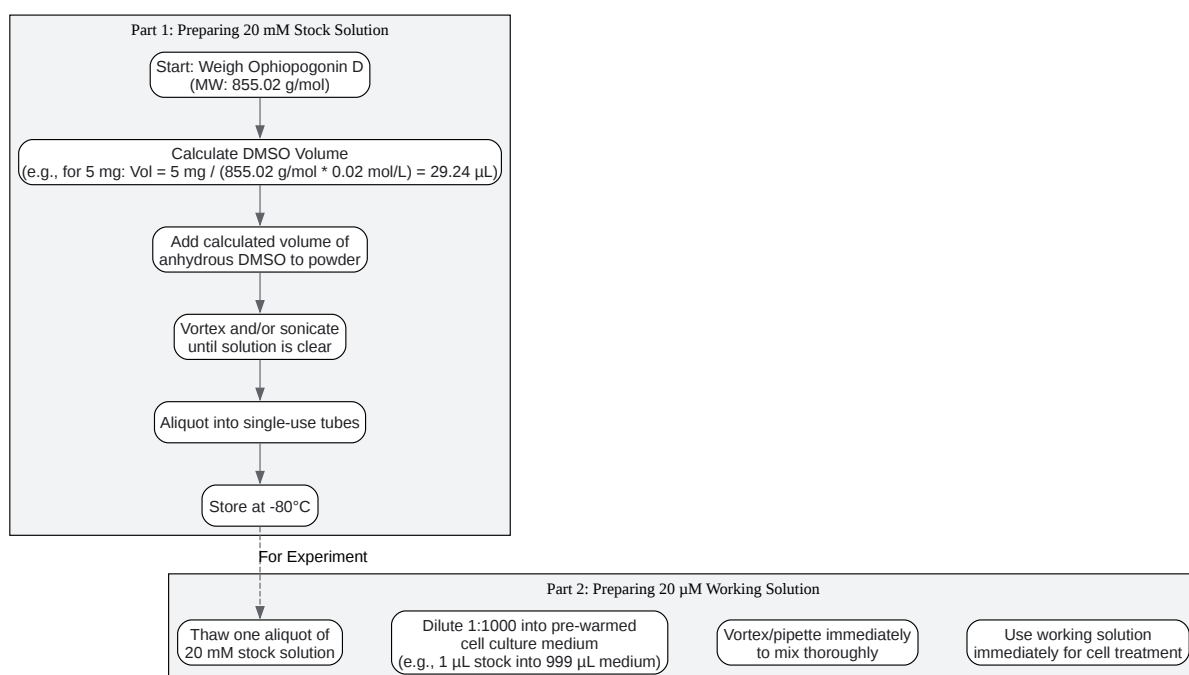 Part 1: Preparing 20 mM Stock Solution
Start: Weigh Ophiopogonin D
(MW: 855.02 g/mol)
Calculate DMSO Volume
(e.g., for 5 mg: Vol = 5 mg / (855.02 g/mol * 0.02 mol/L) = 29.24 µL)
Add calculated volume of
anhydrous DMSO to powder
Vortex and/or sonicate
until solution is clear
Aliquot into single-use tubes
Store at -80°C
For Experiment
Part 2: Preparing 20 µM Working Solution
Thaw one aliquot of
20 mM stock solution
Dilute 1:1000 into pre-warmed
cell culture medium
(e.g., 1 µL stock into 999 µL medium)
Vortex/pipette immediately
to mix thoroughly
Use working solution
immediately for cell treatment